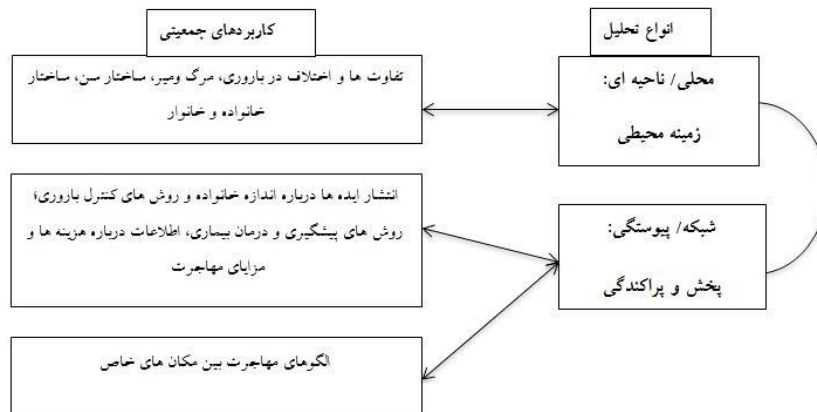 انواع تحلیل
کاربردهای جمعیتی
محلی/ ناحیه ای:
زمینه محیطی
تفاوت ها و اختلاف در باروری، مرگ ومیر، ساختار سن، ساختار
خانواده و خانوار
شبکه/ پیوستگی:
پخش و پراکندگی
انتشار ایده ها درباره اندازه خانواده و روش های کنترل باروری؛
روش های پیشگیری و درمان بیماری، اطلاعات درباره هزینه ها و
مزایای مهاجرت
الگوهای مهاجرت بین مکان های خاص